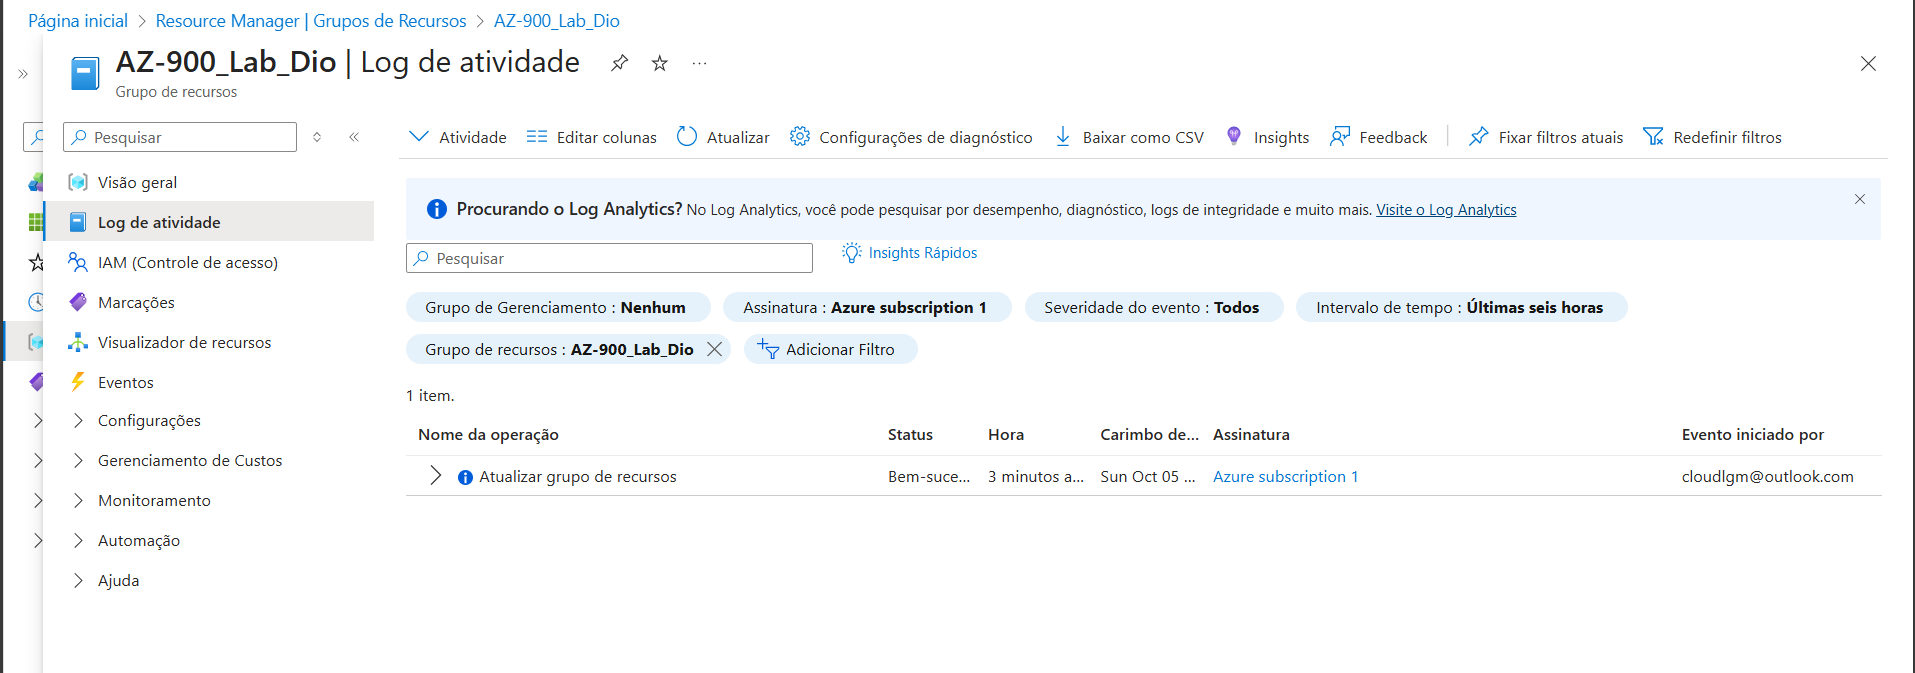 Página inicial > Resource Manager | Grupos de Recursos > AZ-900_Lab_Dio
AZ-900_Lab_Dio | Log de atividade
Grupo de recursos
Pesquisar
Atividade Editar colunas Atualizar Configurações de diagnóstico Baixar como CSV Insights Feedback Fixar filtros atuais Redefinir filtros
Visão geral
Log de atividade
IAM (Controle de acesso)
Marcações
Visualizador de recursos
Eventos
Configurações
Gerenciamento de Custos
Monitoramento
Automação
Ajuda
Procurando o Log Analytics? No Log Analytics, você pode pesquisar por desempenho, diagnóstico, logs de integridade e muito mais. Visite o Log Analytics
Pesquisar
Insights Rápidos
Grupo de Gerenciamento : Nenhum Assinatura : Azure subscription 1 Severidade do evento : Todos Intervalo de tempo : Últimas seis horas
Grupo de recursos : AZ-900_Lab_Dio Adicionar Filtro
1 item.
Nome da operação Status Hora Carimbo de... Assinatura Evento iniciado por
Atualizar grupo de recursos Bem-suce... 3 minutos a... Sun Oct 05 ... Azure subscription 1 cloudlgm@outlook.com